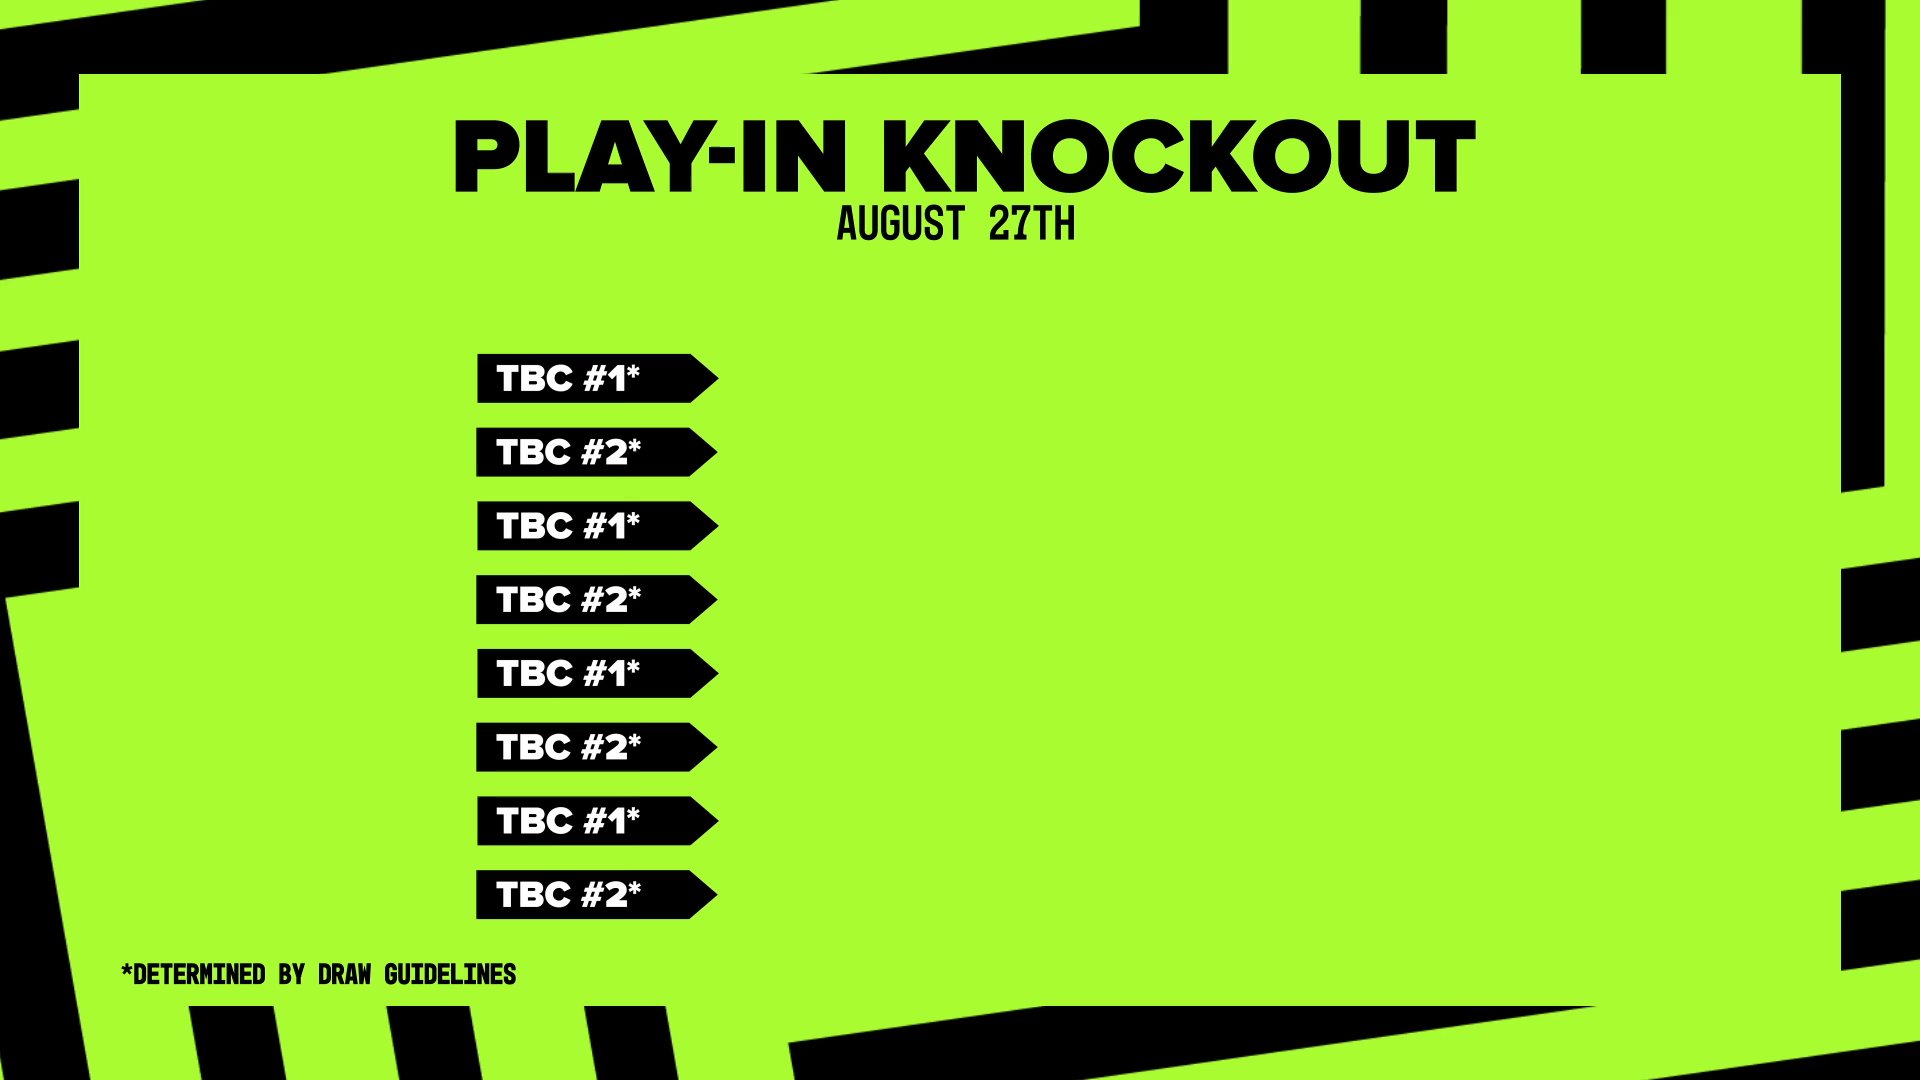 PLAY-IN KNOCKOUT
AUGUST 27TH
TBC #1*
TBC #2*
TBC #1*
TBC #2*
TBC #1*
TBC #2*
TBC #1*
TBC #2*
*DETERMINED BY DRAW GUIDELINES